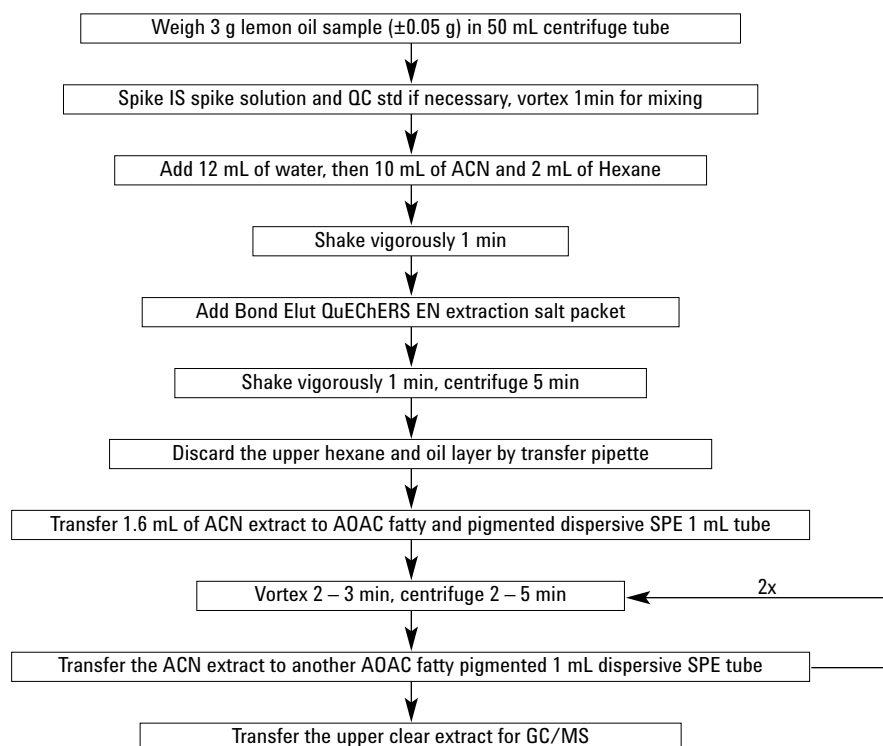 Weigh 3 g lemon oil sample (±0.05 g) in 50 mL centrifuge tube
Spike IS spike solution and QC std if necessary, vortex 1min for mixing
Add 12 mL of water, then 10 mL of ACN and 2 mL of Hexane
Shake vigorously 1 min
Add Bond Elut QuEChERS EN extraction salt packet
Shake vigorously 1 min, centrifuge 5 min
Discard the upper hexane and oil layer by transfer pipette
Transfer 1.6 mL of ACN extract to AOAC fatty and pigmented dispersive SPE 1 mL tube
Vortex 2 – 3 min, centrifuge 2 – 5 min
2x
Transfer the ACN extract to another AOAC fatty pigmented 1 mL dispersive SPE tube
Transfer the upper clear extract for GC/MS